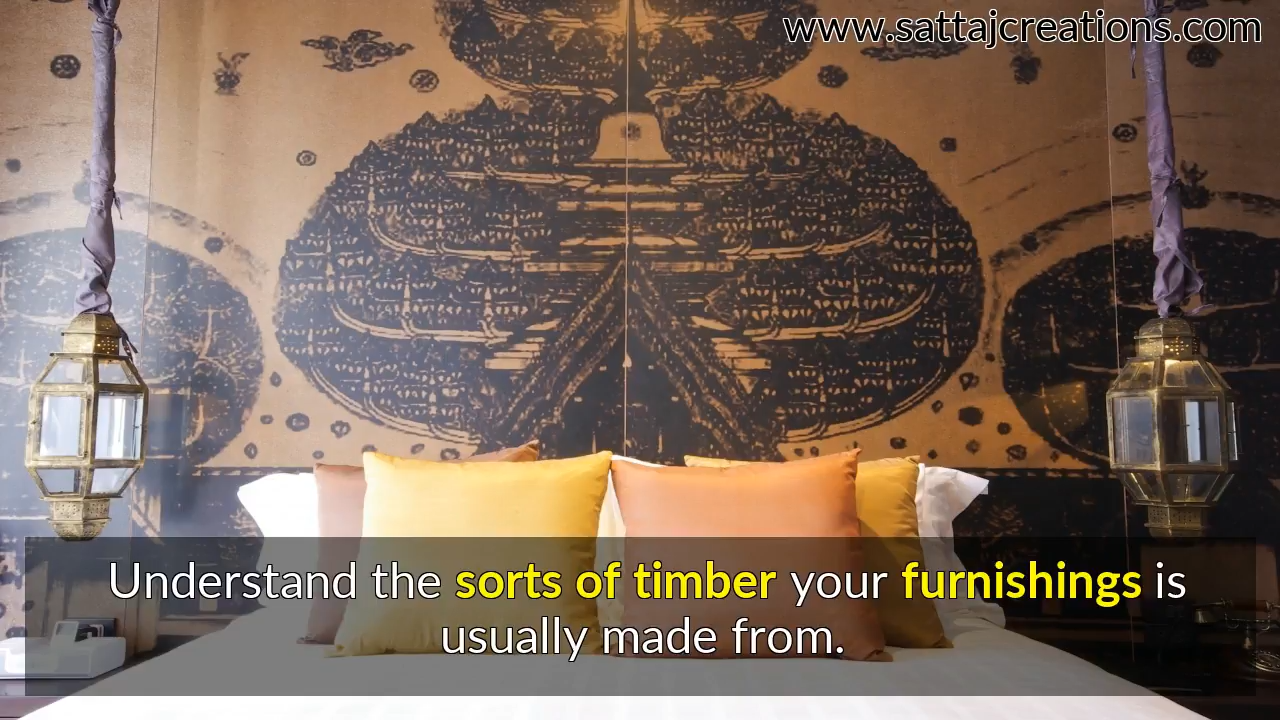 www.sattajcreations.com
Understand the sorts of timber your furnishings is
usually made from.